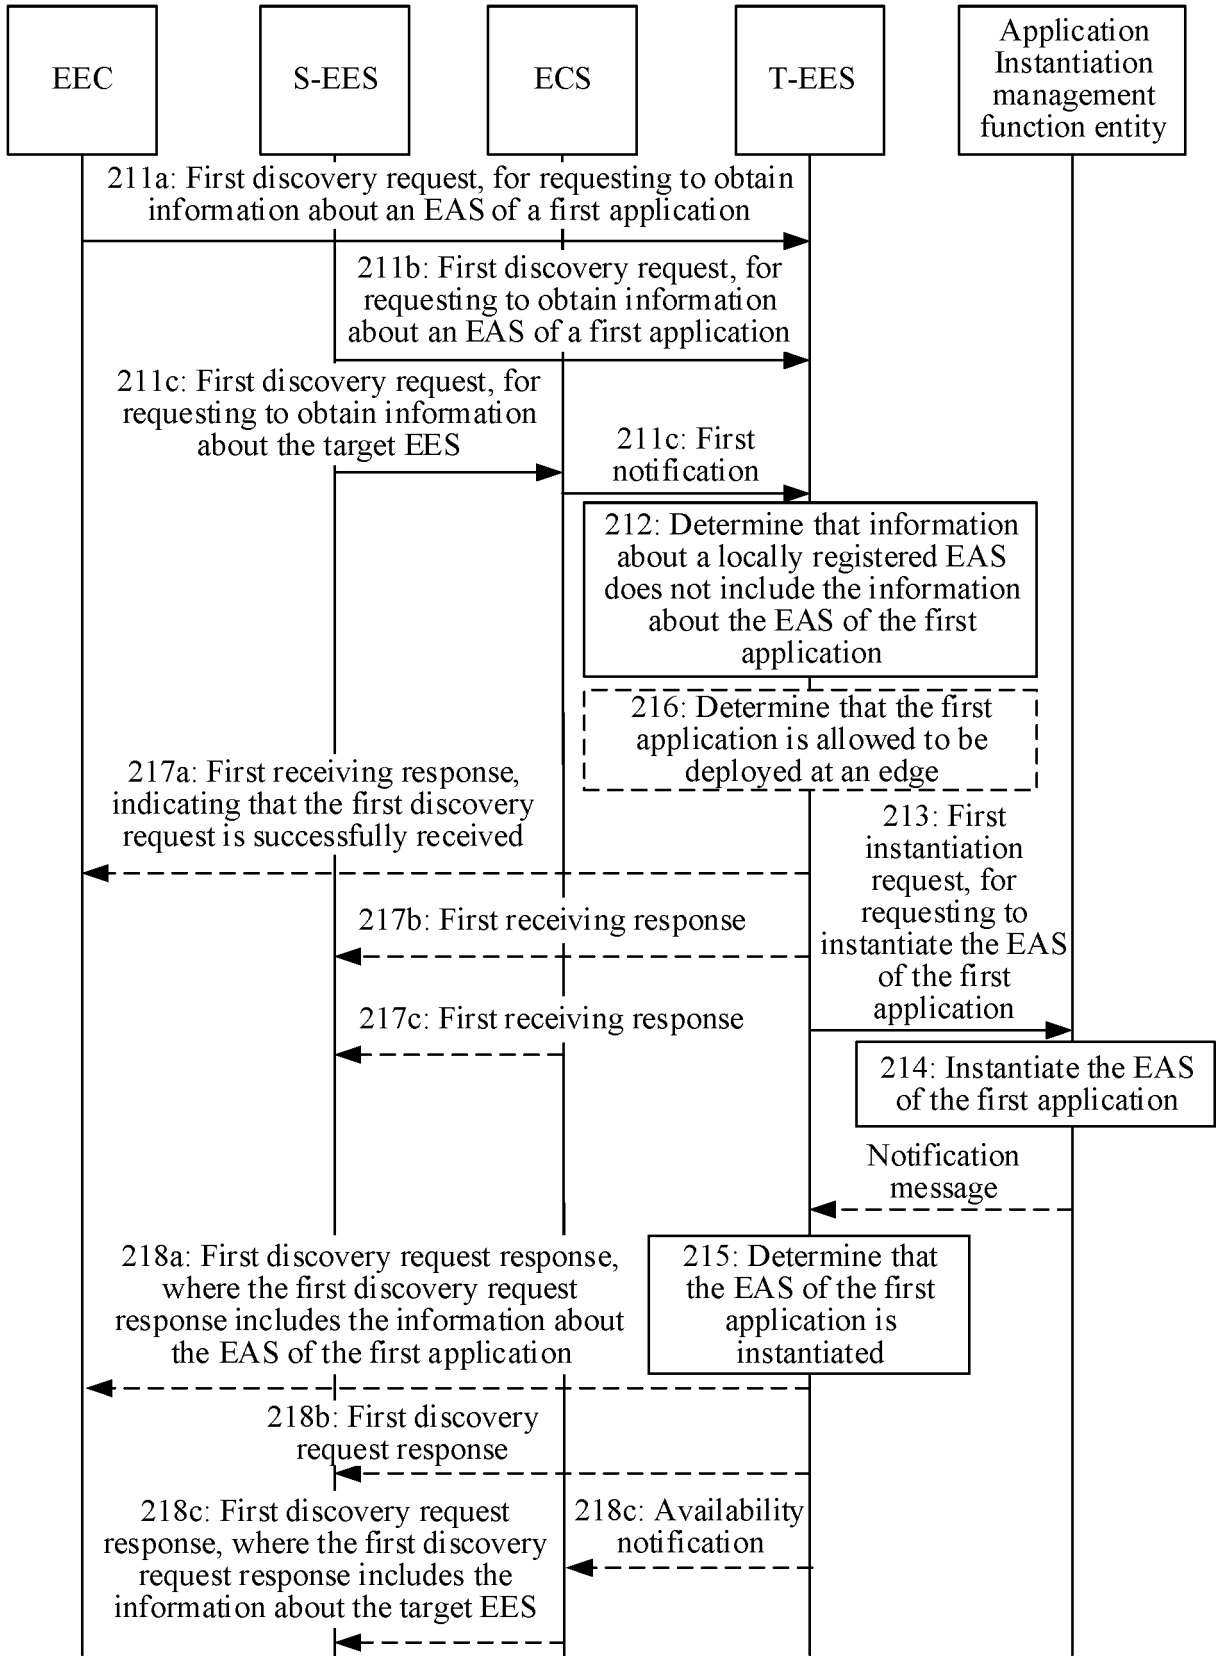 EEC
S-EES
ECS
T-EES
Application
Instantiation
management
function entity
211a: First discovery request, for requesting to obtain
information about an EAS of a first application
211b: First discovery request, for
requesting to obtain information
about an EAS of a first application
211c: First discovery request, for
requesting to obtain information
about the target EES
211c: First
notification
212: Determine that information
about a locally registered EAS
does not include the information
about the EAS of the first
application
216: Determine that the first
application is allowed to be
deployed at an edge
217a: First receiving response,
indicating that the first discovery
request is successfully received
213: First
instantiation
request, for
requesting to
instantiate the EAS
of the first
application
217b: First receiving response
217c: First receiving response
214: Instantiate the EAS
of the first application
Notification
message
218a: First discovery request response,
where the first discovery request
response includes the information about
the EAS of the first application
215: Determine that
the EAS of the first
application is
instantiated
218b: First discovery
request response
218c: First discovery request
response, where the first discovery
request response includes the
information about the target EES
218c: Availability
notification